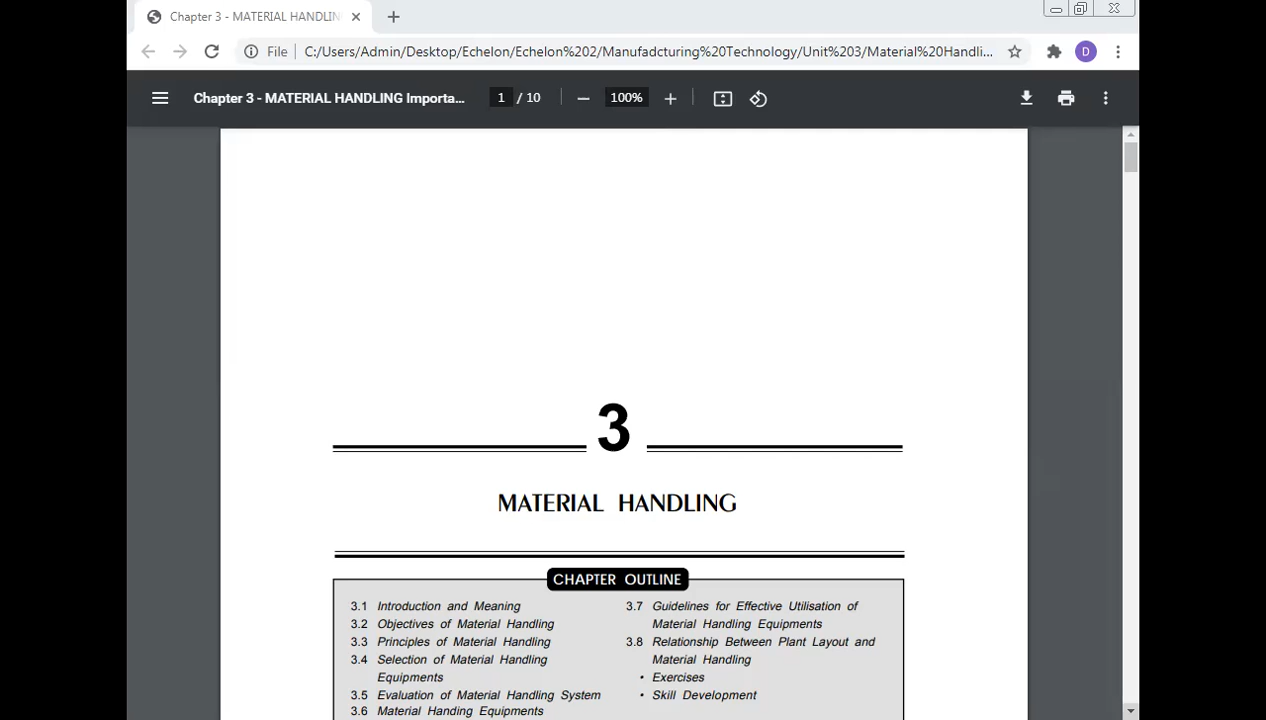 Chapter 3 - MATERIAL HANDLIN
File
C:/Users/Admin/Desktop/Echelon/Echelon%202/Manufadcturing%20Technology/Unit%203/Material%20Handli...
D
Chapter 3 - MATERIAL HANDLING Importa...
1 / 10
100%
3
MATERIAL HANDLING
CHAPTER OUTLINE
3.1 Introduction and Meaning
3.2 Objectives of Material Handling
3.3 Principles of Material Handling
3.4 Selection of Material Handling
Equipments
3.5 Evaluation of Material Handling System
3.6 Material Handing Equipments
3.7 Guidelines for Effective Utilisation of
Material Handling Equipments
3.8 Relationship Between Plant Layout and
Material Handling
• Exercises
• Skill Development